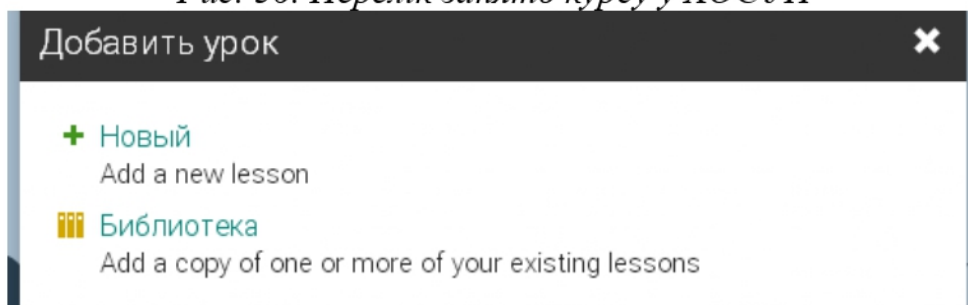 Добавить урок
Новый
Add a new lesson
Библиотека
Add a copy of one or more of your existing lessons